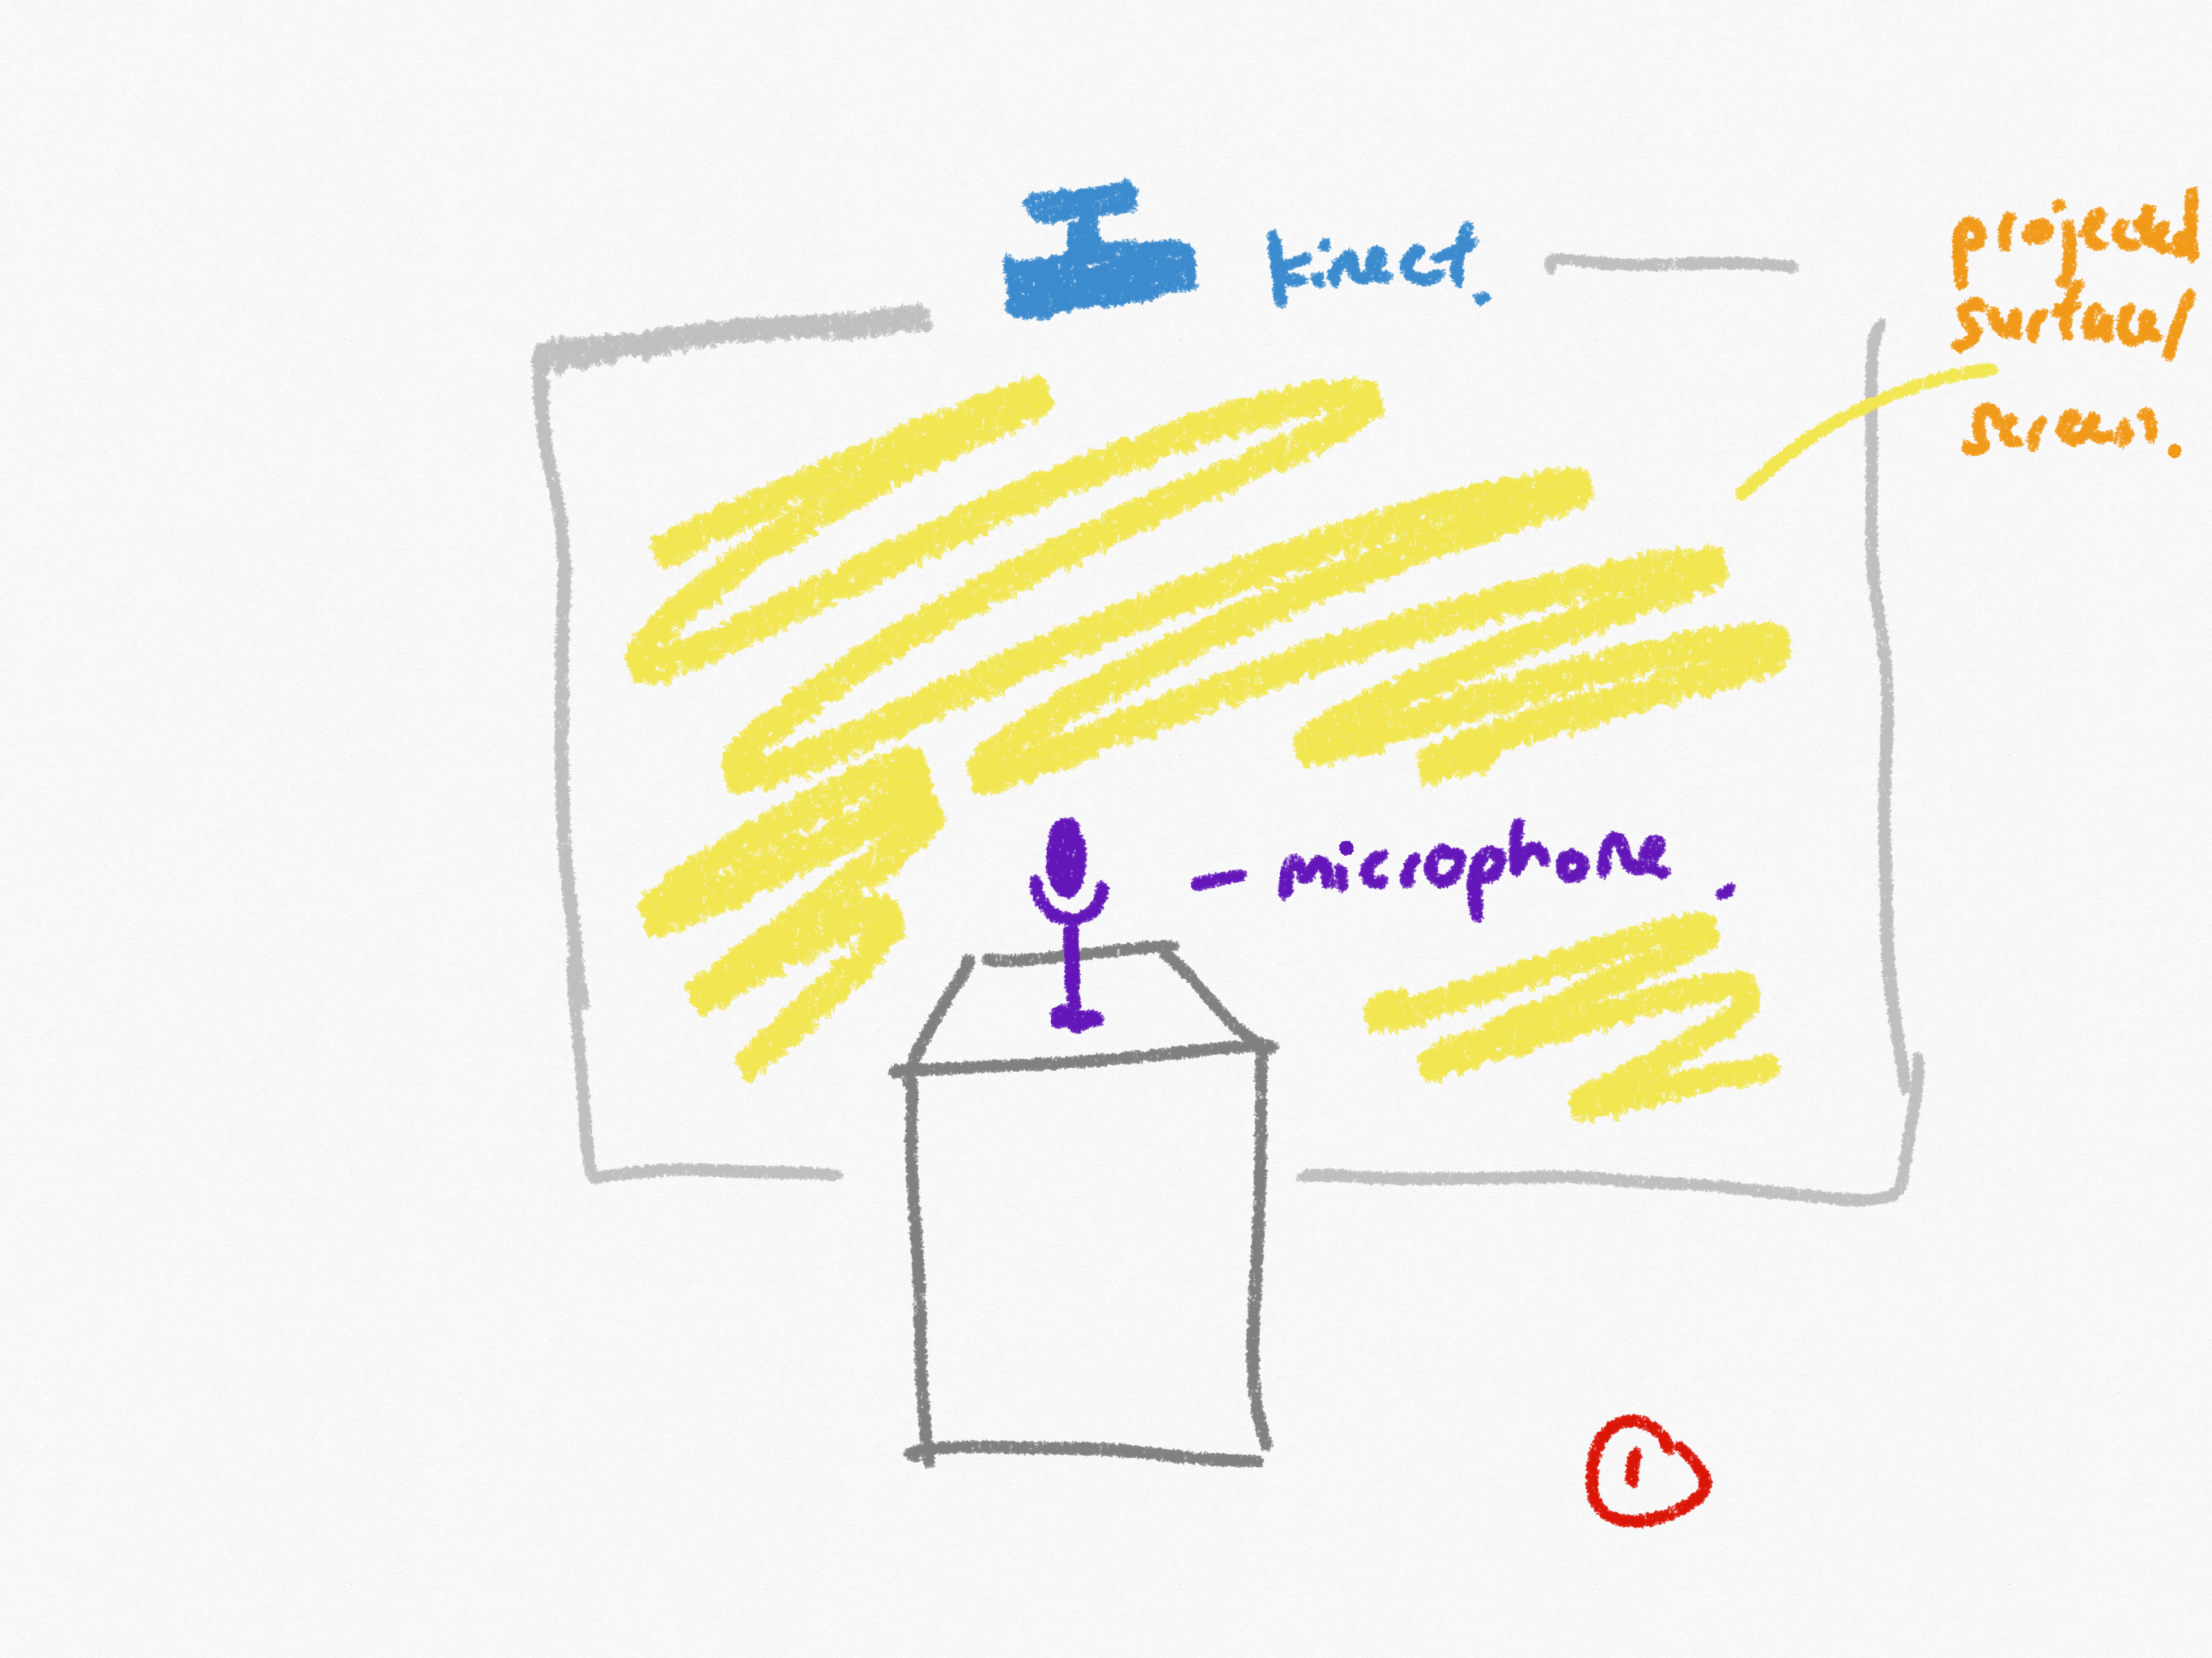 kinect.
projected
surface/
screen.
- microphone.
1